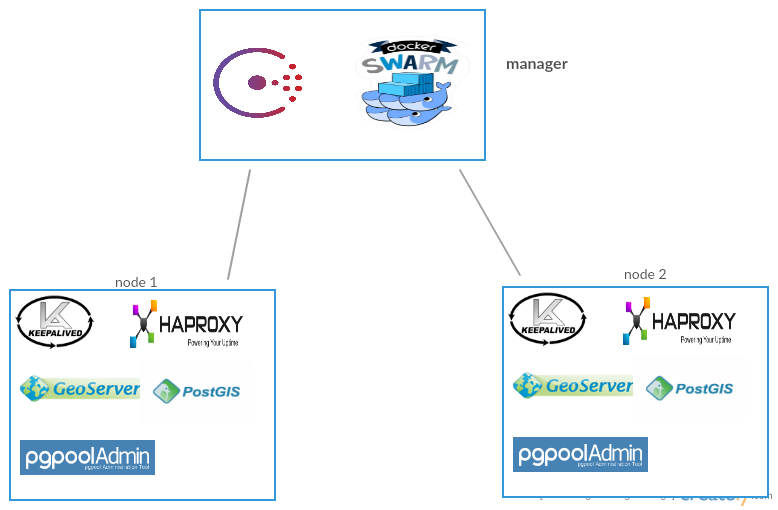 docker
SWARM
manager
node 1
node 2
KEEPALIVED
HAPROXY
Powering Your Uptime
GeoServer
PostGIS
pgpoolAdmin
pgpool Administration Tool
KEEPALIVED
HAPROXY
Powering Your Uptime
GeoServer
PostGIS
pgpoolAdmin
pgpool Administration Tool